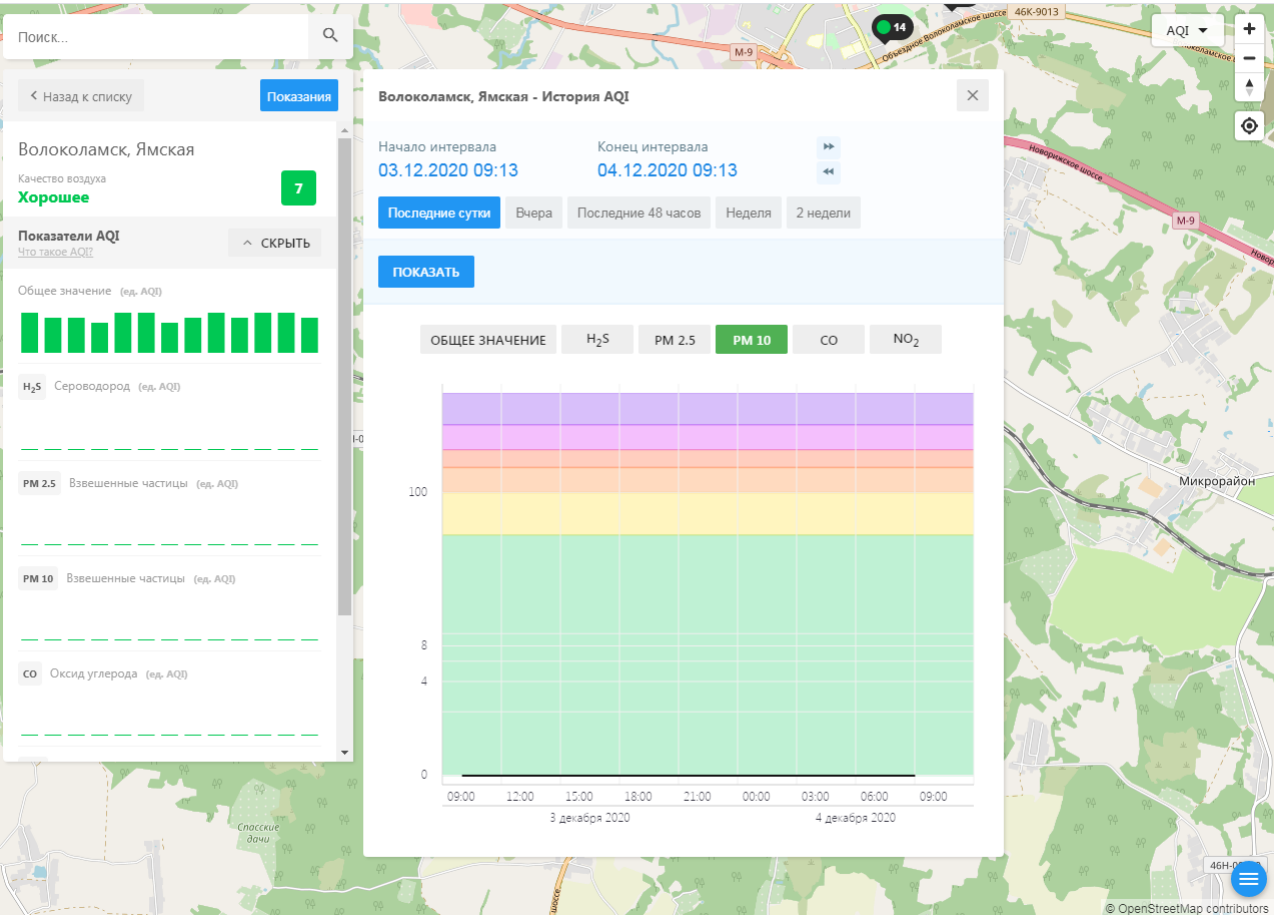 46К-9013
Объездное Волоколамское шоссе
14
AQI
М-9
Поиск...
Назад к списку
Показания
Волоколамск, Ямская
Качество воздуха
Хорошее
7
Показатели AQI
Что такое AQI?
СКРЫТЬ
Общее значение (ед. AQI)
H2S Сероводород (ед. AQI)
PM 2.5 Взвешенные частицы (ед. AQI)
PM 10 Взвешенные частицы (ед. AQI)
CO Оксид углерода (ед. AQI)
Волоколамск, Ямская - История AQI
Начало интервала
Конец интервала
03.12.2020 09:13
04.12.2020 09:13
Последние сутки
Вчера
Последние 48 часов
Неделя
2 недели
ПОКАЗАТЬ
ОБЩЕЕ ЗНАЧЕНИЕ
H2S
PM 2.5
PM 10
CO
NO2
100
8
4
0
09:00 12:00 15:00 18:00 21:00 00:00 03:00 06:00 09:00
3 декабря 2020
4 декабря 2020
Новорижское шоссе
М-9
Микрорайон
Спасские
дачи
© OpenStreetMap contributors